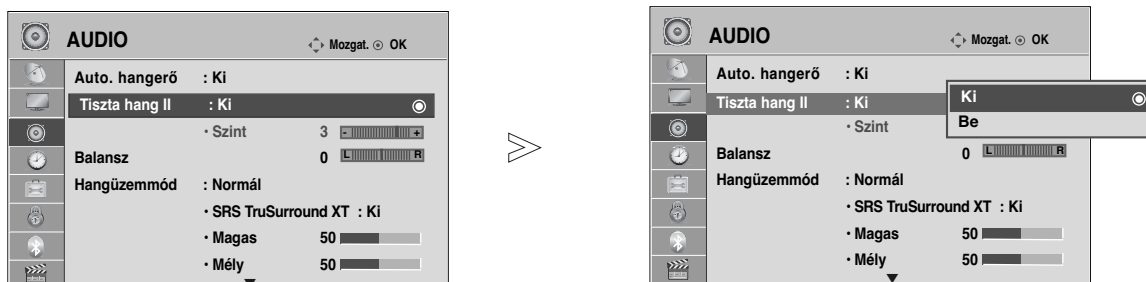 AUDIO Mozgat. OK
Auto. hangerő : Ki
Tiszta hang II : Ki
• Szint 3 - +
Balansz 0 L R
Hangüzemmód : Normál
• SRS TruSurround XT : Ki
• Magas 50
• Mély 50
AUDIO Mozgat. OK
Auto. hangerő : Ki
Tiszta hang II : Ki
• Szint
Ki
Be
Balansz 0 L R
Hangüzemmód : Normál
• SRS TruSurround XT : Ki
• Magas 50
• Mély 50